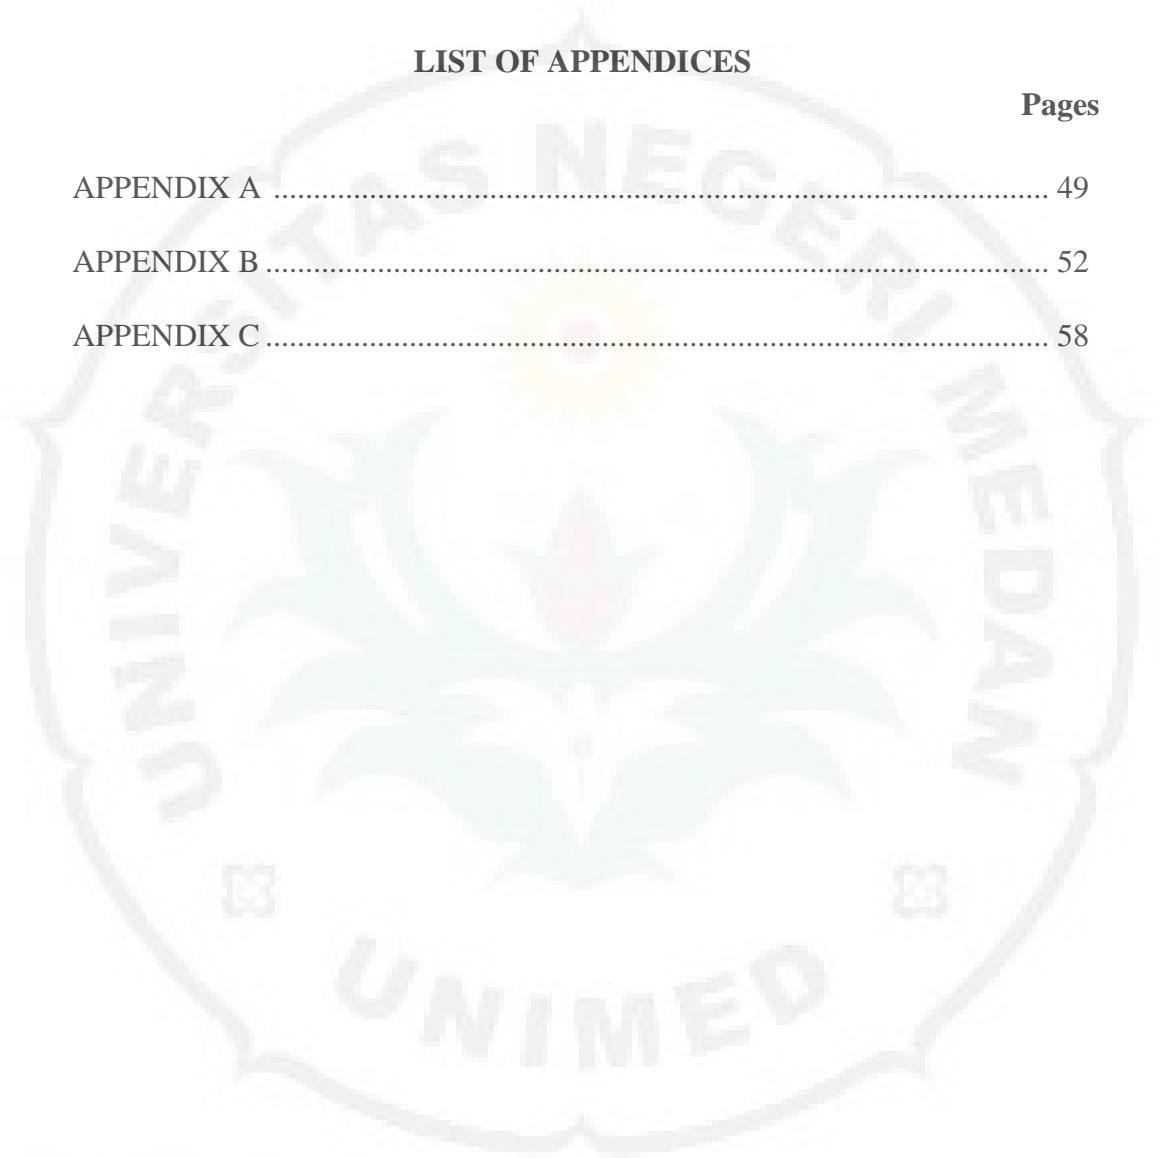 LIST OF APPENDICES
Pages
APPENDIX A ................................................................................................. 49
APPENDIX B .................................................................................................. 52
APPENDIX C .................................................................................................. 58
UNIVERSITAS NEGERI MEDAN
UNIMED